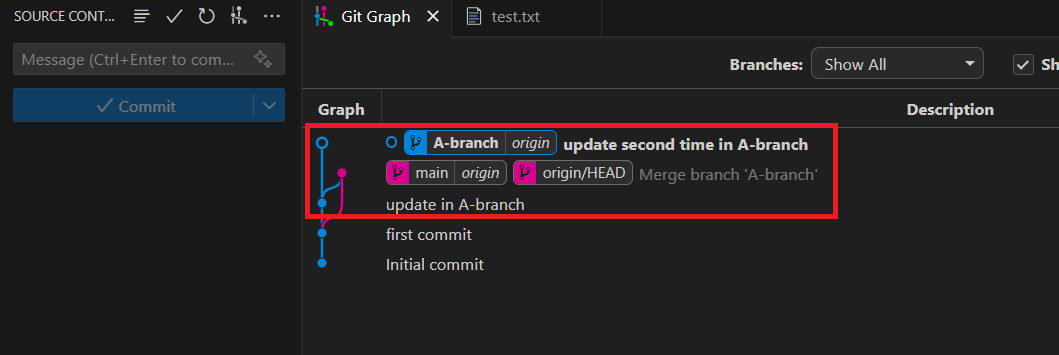 SOURCE CONT...
Git Graph
test.txt
Message (Ctrl+Enter to com...
Commit
Branches: Show All
Sh
Graph Description
A-branch origin update second time in A-branch
main origin origin/HEAD Merge branch 'A-branch'
update in A-branch
first commit
Initial commit